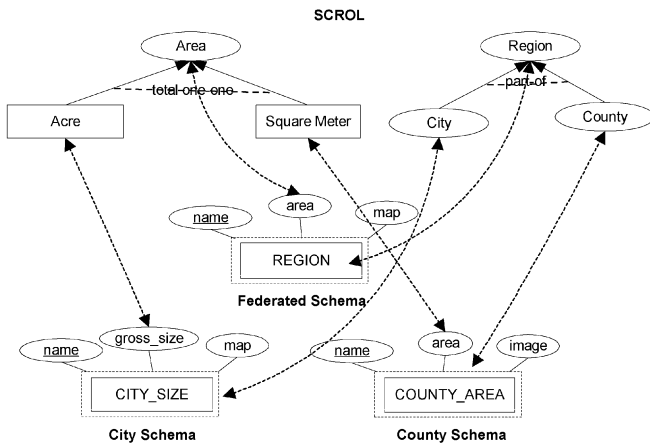 SCROL
Area
Region
total one-one
part-of
Acre
Square Meter
City
County
name
area
map
REGION
Federated Schema
name
gross_size
map
name
area
image
CITY_SIZE
COUNTY_AREA
City Schema
County Schema